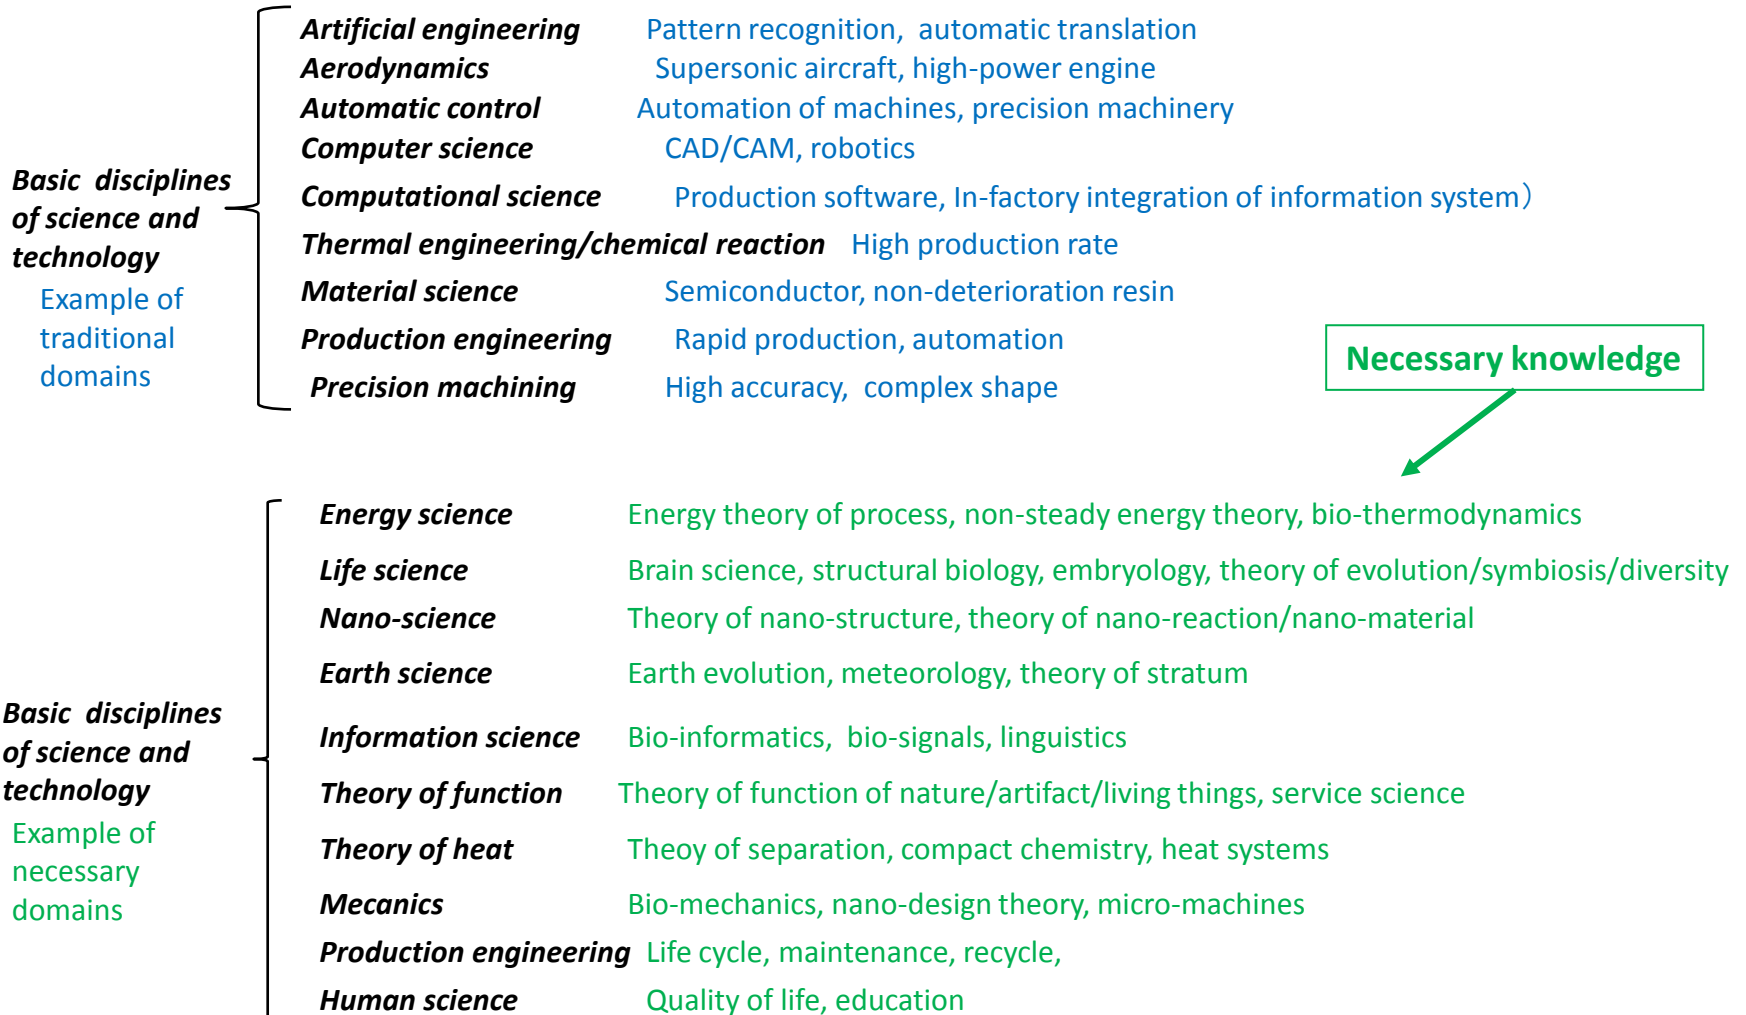 Artificial engineering Pattern recognition, automatic translation
Aerodynamics Supersonic aircraft, high-power engine
Automatic control Automation of machines, precision machinery
Computer science CAD/CAM, robotics
Basic disciplines
of science and
technology
Example of
traditional
domains
Computational science Production software, In-factory integration of information system）
Thermal engineering/chemical reaction High production rate
Material science Semiconductor, non-deterioration resin
Production engineering Rapid production, automation
Precision machining High accuracy, complex shape
Necessary knowledge
Energy science Energy theory of process, non-steady energy theory, bio-thermodynamics
Life science Brain science, structural biology, embryology, theory of evolution/symbiosis/diversity
Nano-science Theory of nano-structure, theory of nano-reaction/nano-material
Earth science Earth evolution, meteorology, theory of stratum
Basic disciplines
of science and
technology
Example of
necessary
domains
Information science Bio-informatics, bio-signals, linguistics
Theory of function Theory of function of nature/artifact/living things, service science
Theory of heat Theoy of separation, compact chemistry, heat systems
Mecanics Bio-mechanics, nano-design theory, micro-machines
Production engineering Life cycle, maintenance, recycle,
Human science Quality of life, education